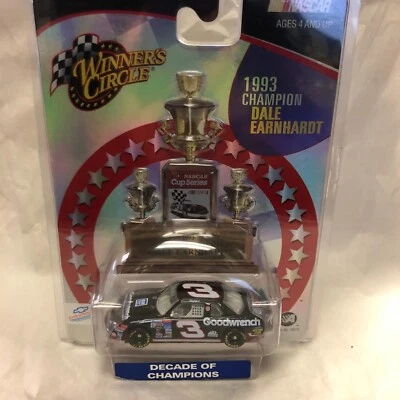 WINNER'S
CIRCLE
NASCAR
AGES 4 AND UP
1993
CHAMPION
DALE
EARNHARDT
NASCAR
Cup Series
3
3
Goodwrench
DECADE OF
CHAMPIONS